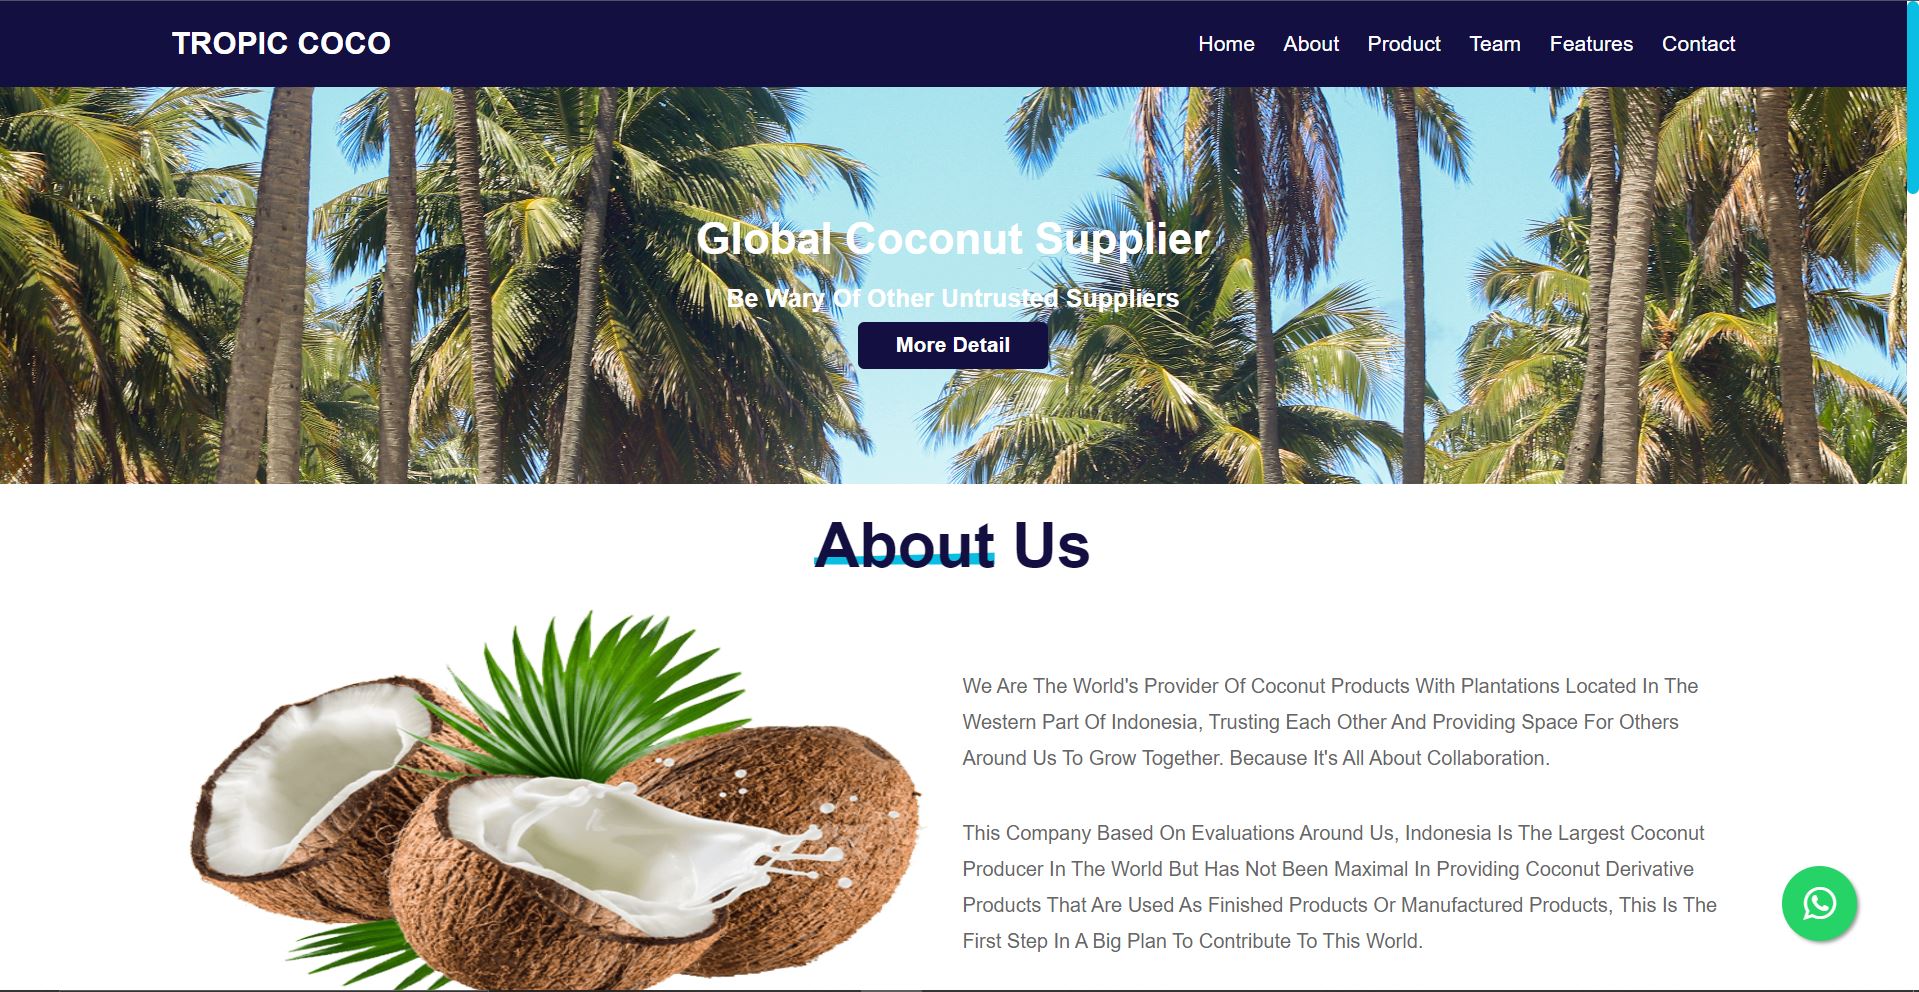 TROPIC COCO
Home About Product Team Features Contact
Global Coconut Supplier
Be Wary Of Other Untrusted Suppliers
More Detail
About Us
We Are The World's Provider Of Coconut Products With Plantations Located In The
Western Part Of Indonesia, Trusting Each Other And Providing Space For Others
Around Us To Grow Together. Because It's All About Collaboration.
This Company Based On Evaluations Around Us, Indonesia Is The Largest Coconut
Producer In The World But Has Not Been Maximal In Providing Coconut Derivative
Products That Are Used As Finished Products Or Manufactured Products, This Is The
First Step In A Big Plan To Contribute To This World.